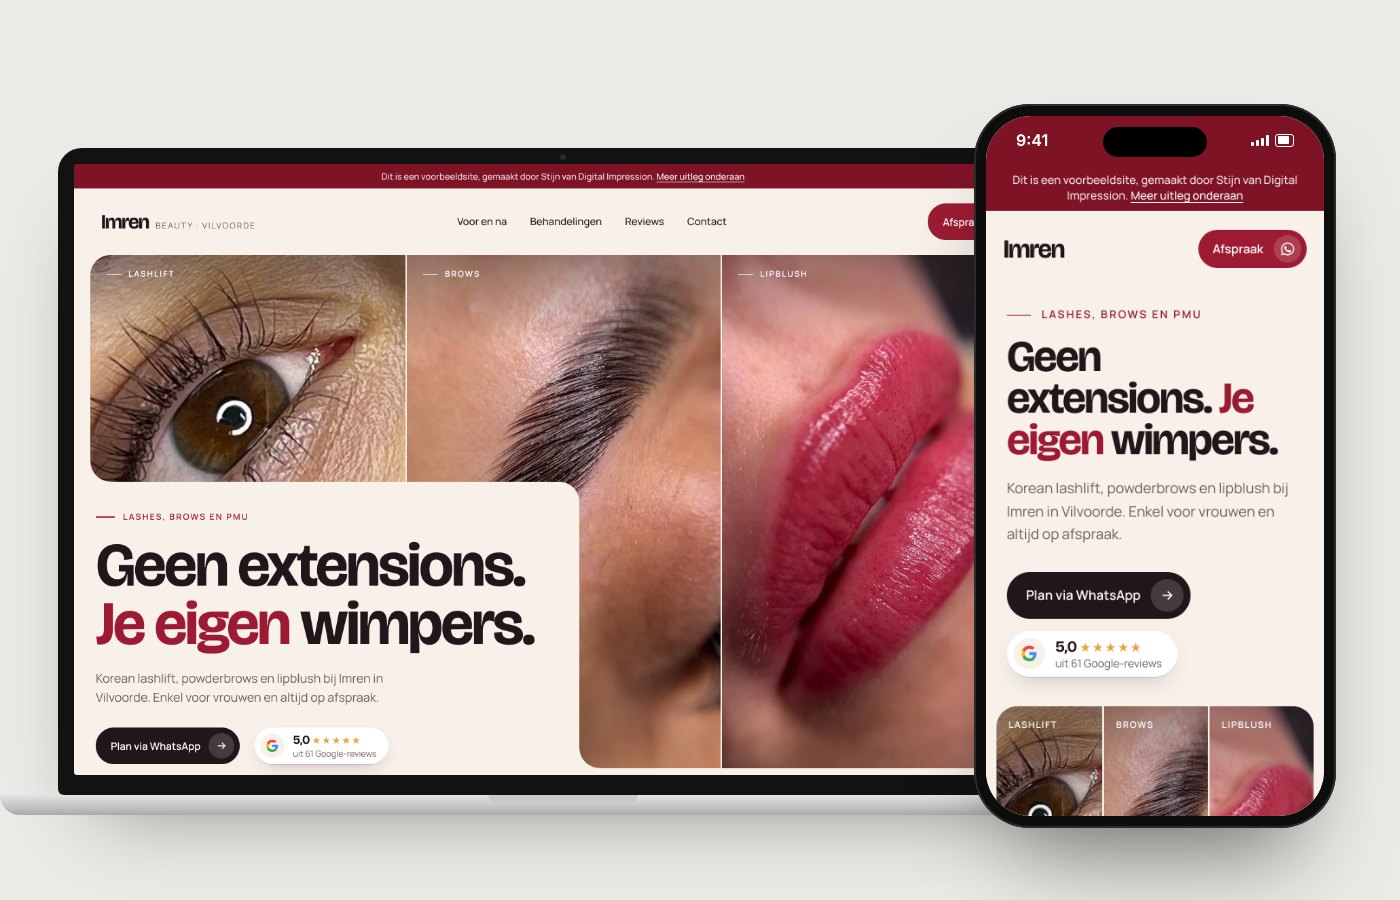 Dit is een voorbeeldsite, gemaakt door Stijn van Digital Impression. Meer uitleg onderaan
Imren BEAUTY · VILVOORDE
Voor en na
Behandelingen
Reviews
Contact
Afspra
LASHLIFT
BROWS
LIPBLUSH
LASHES, BROWS EN PMU
Geen extensions.
Je eigen wimpers.
Korean lashlift, powderbrows en lipblush bij Imren in
Vilvoorde. Enkel voor vrouwen en altijd op afspraak.
Plan via WhatsApp
5,0
uit 61 Google-reviews
9:41
Dit is een voorbeeldsite, gemaakt door Stijn van Digital
Impression. Meer uitleg onderaan
Imren
Afspraak
LASHES, BROWS EN PMU
Geen
extensions. Je
eigen wimpers.
Korean lashlift, powderbrows en lipblush bij
Imren in Vilvoorde. Enkel voor vrouwen en
altijd op afspraak.
Plan via WhatsApp
5,0
uit 61 Google-reviews
LASHLIFT
BROWS
LIPBLUSH